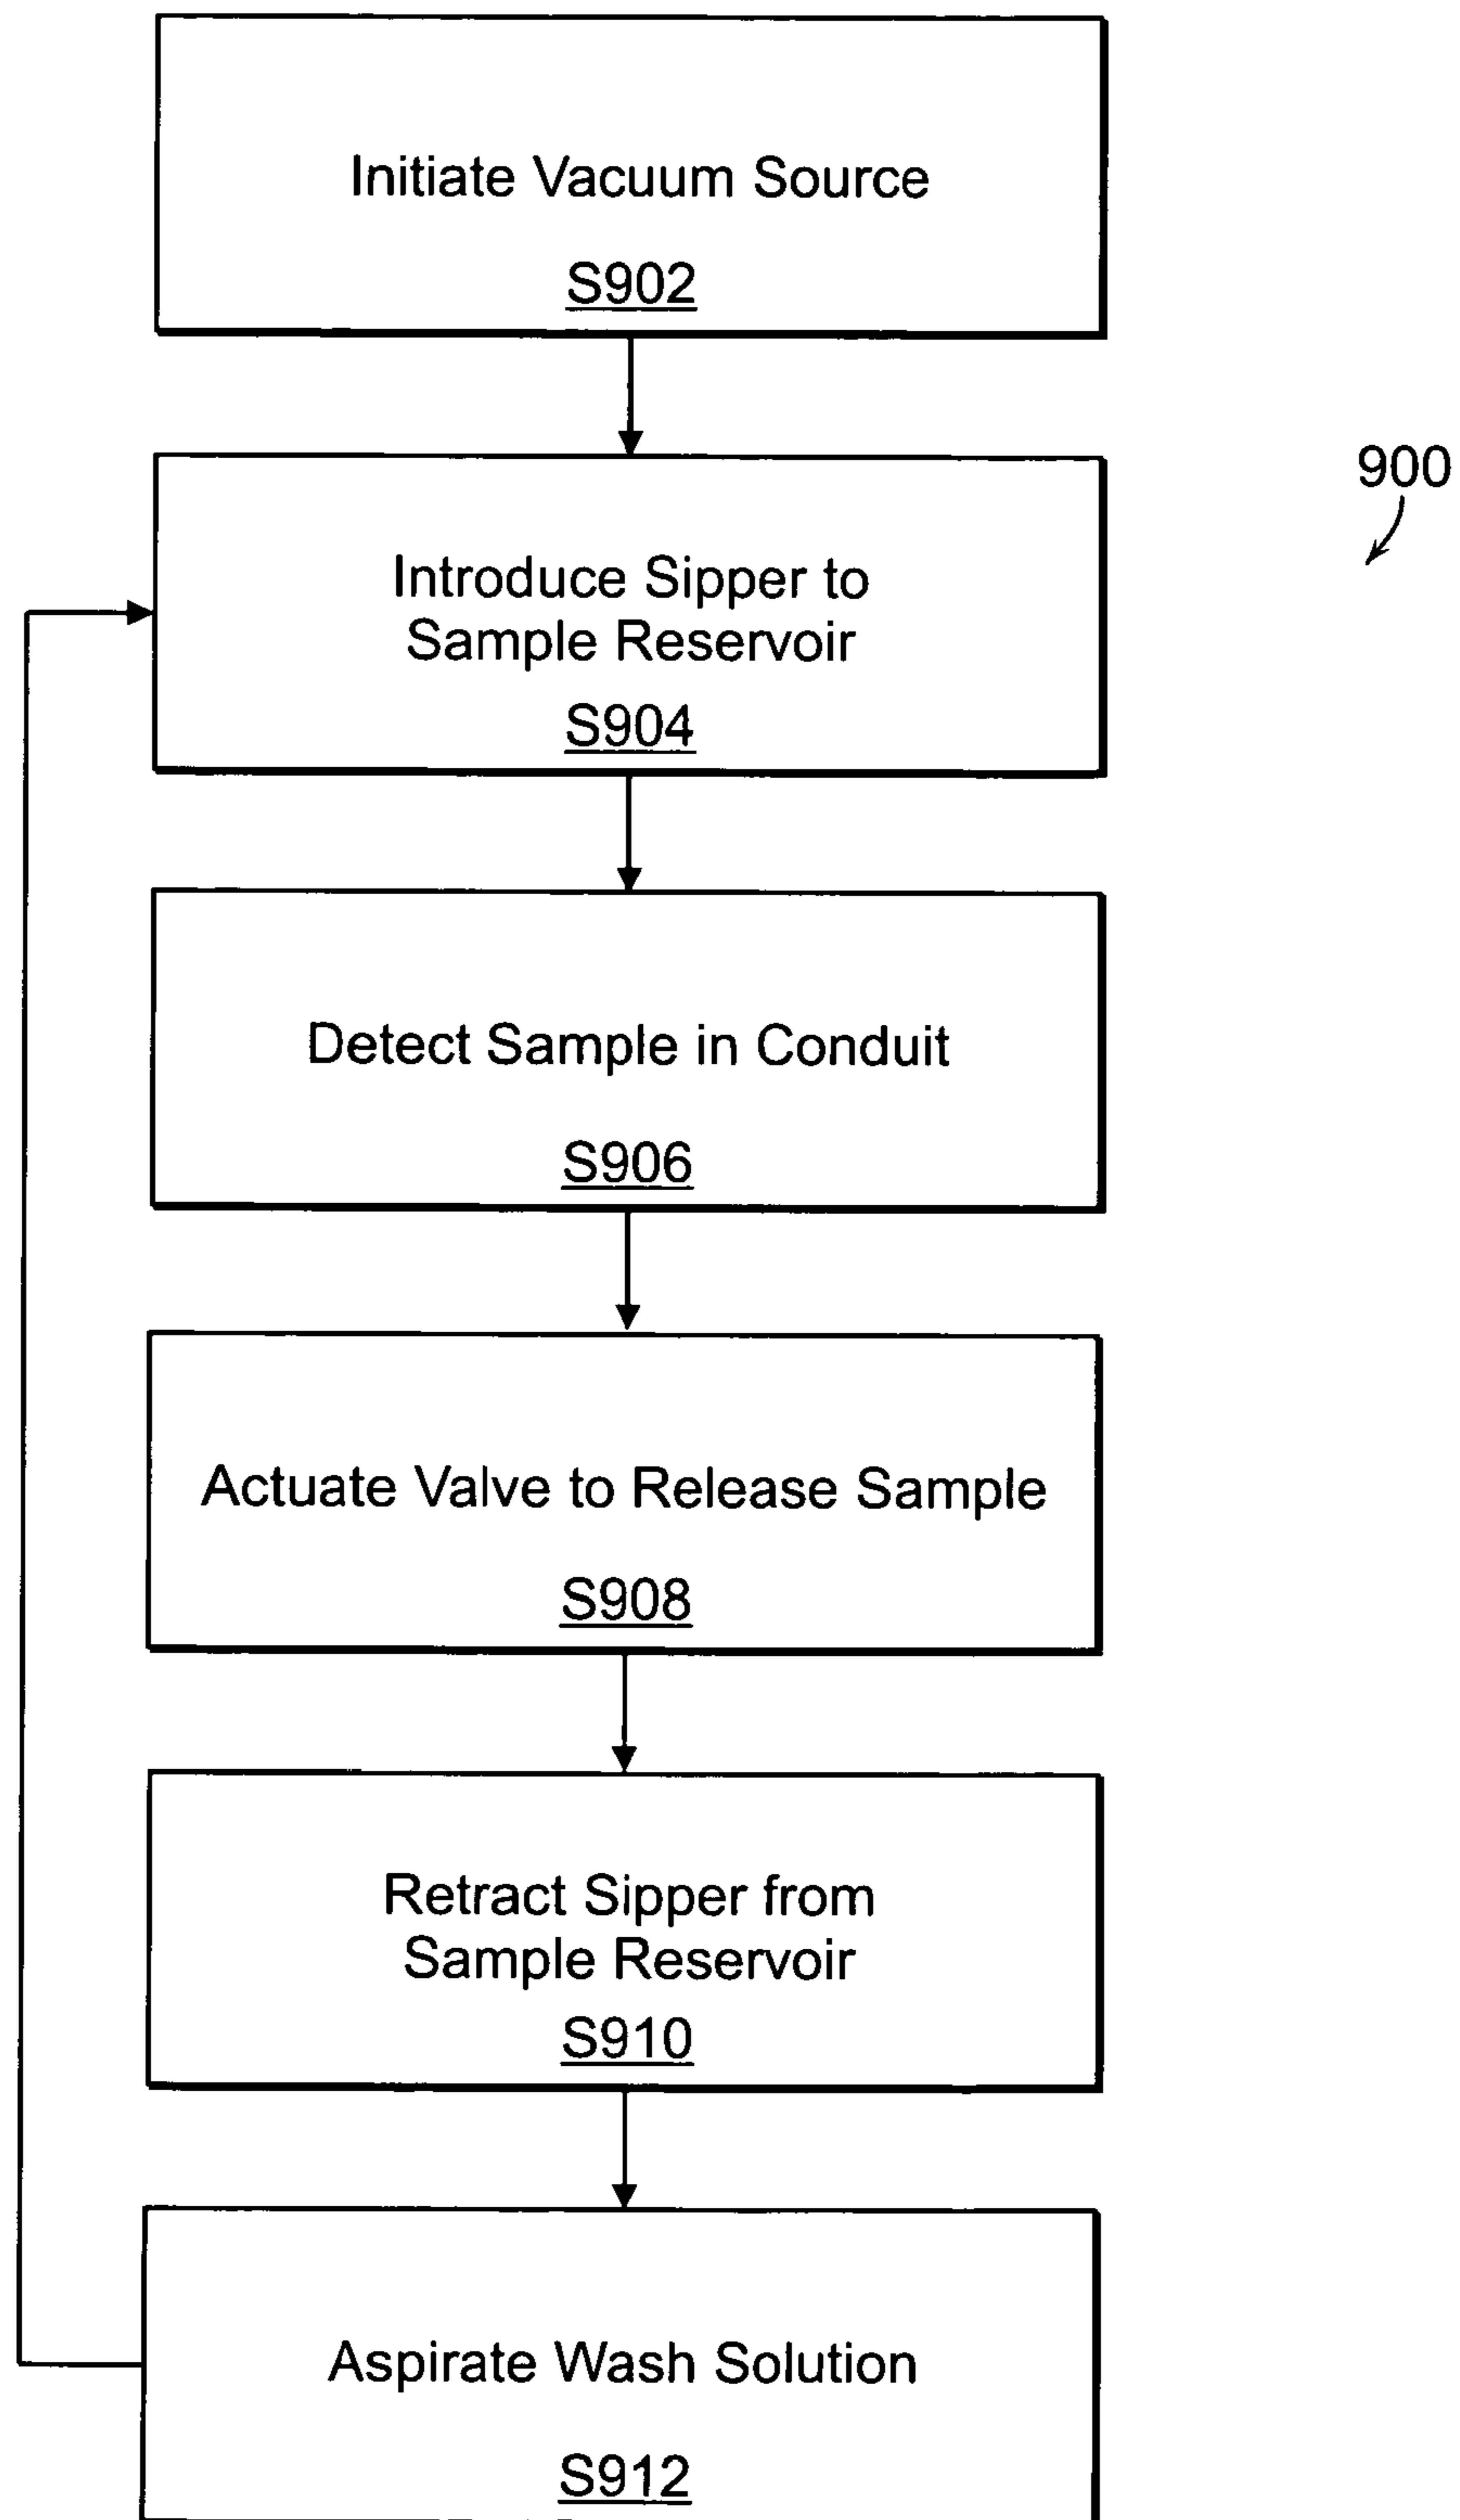 Initiate Vacuum Source
S902
900
Introduce Sipper to
Sample Reservoir
S904
Detect Sample in Conduit
S906
Actuate Valve to Release Sample
S908
Retract Sipper from
Sample Reservoir
S910
Aspirate Wash Solution
S912